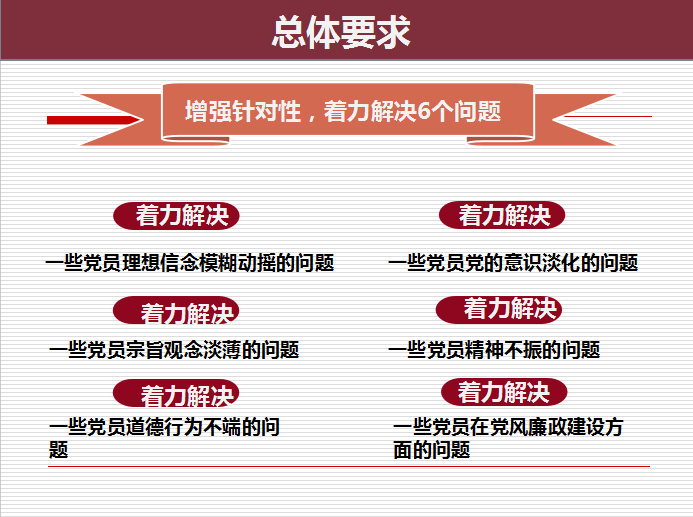 总体要求
增强针对性，着力解决6个问题
着力解决
一些党员理想信念模糊动摇的问题
着力解决
一些党员党的意识淡化的问题
着力解决
一些党员宗旨观念淡薄的问题
着力解决
一些党员精神不振的问题
着力解决
一些党员道德行为不端的问
题
着力解决
一些党员在党风廉政建设方
面的问题